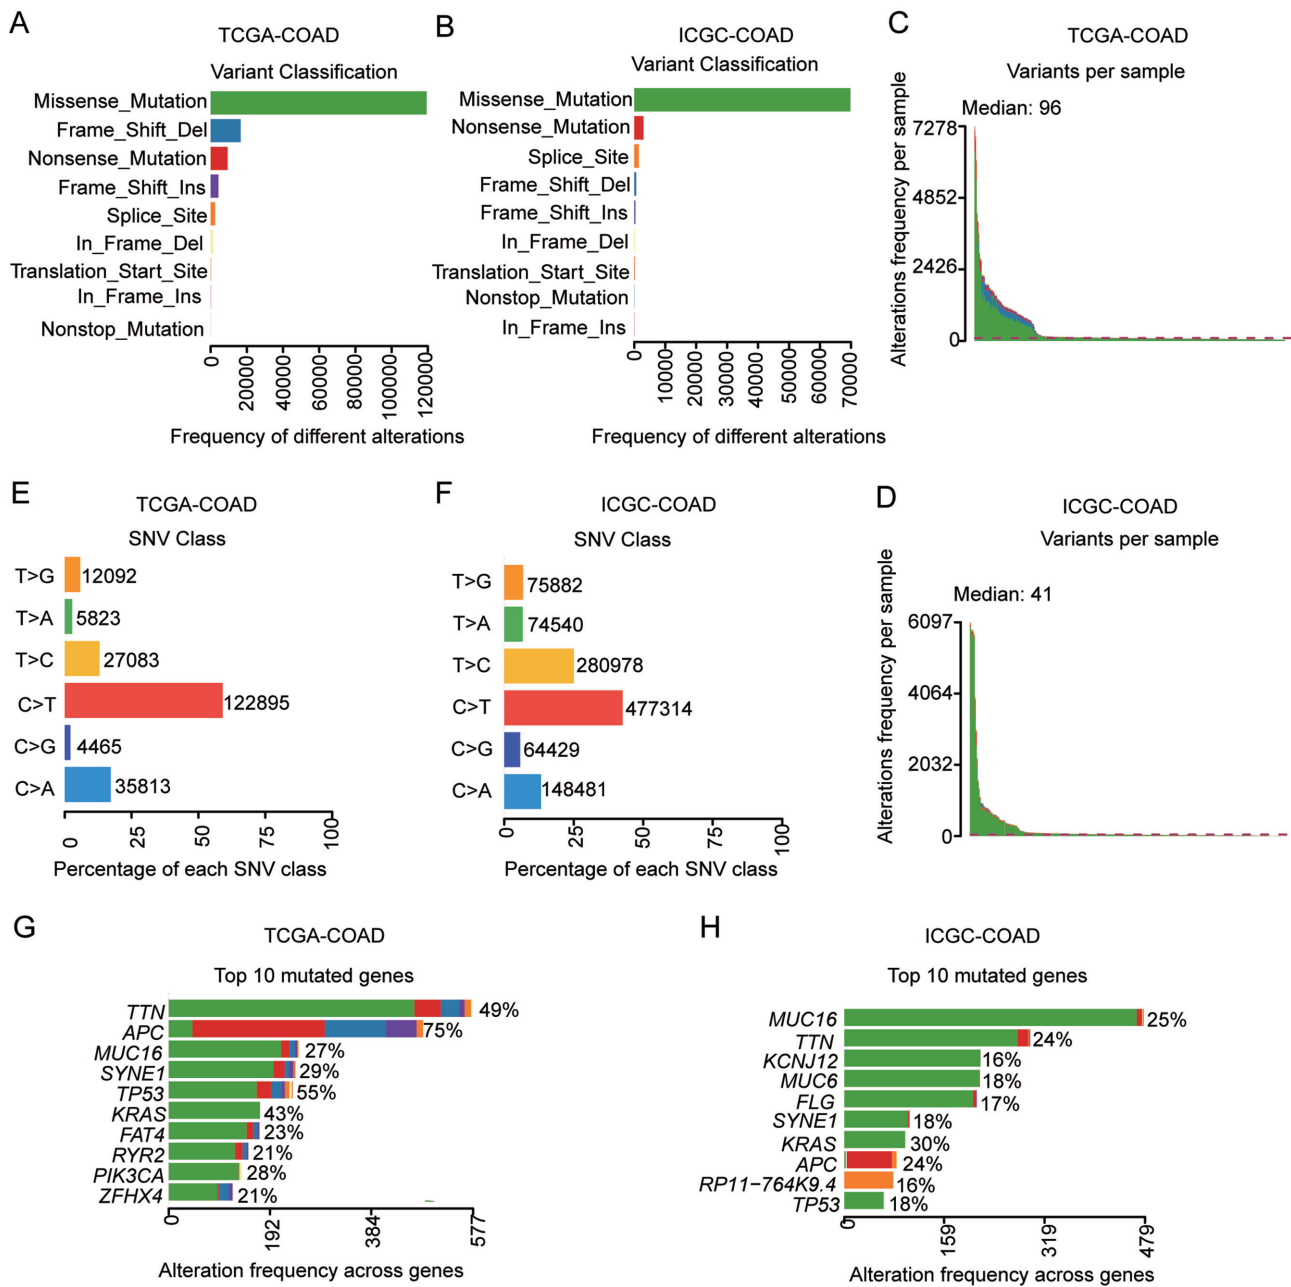 A
TCGA-COAD
Variant Classification
Missense_Mutation
Frame_Shift_Del
Nonsense_Mutation
Frame_Shift_Ins
Splice_Site
In_Frame_Del
Translation_Start_Site
In_Frame_Ins
Nonstop_Mutation
0
20000
40000
60000
80000
100000
120000
Frequency of different alterations
B
ICGC-COAD
Variant Classification
Missense_Mutation
Nonsense_Mutation
Splice_Site
Frame_Shift_Del
Frame_Shift_Ins
In_Frame_Del
Translation_Start_Site
Nonstop_Mutation
In_Frame_Ins
0
10000
20000
30000
40000
50000
60000
70000
Frequency of different alterations
C
TCGA-COAD
Variants per sample
Median: 96
7278
4852
2426
0
Alterations frequency per sample
E
TCGA-COAD
SNV Class
T>G 12092
T>A 5823
T>C 27083
C>T 122895
C>G 4465
C>A 35813
0
25
50
75
100
Percentage of each SNV class
F
ICGC-COAD
SNV Class
T>G 75882
T>A 74540
T>C 280978
C>T 477314
C>G 64429
C>A 148481
0
25
50
75
100
Percentage of each SNV class
D
ICGC-COAD
Variants per sample
Median: 41
6097
4064
2032
0
Alterations frequency per sample
G
TCGA-COAD
Top 10 mutated genes
TTN 49%
APC 75%
MUC16 27%
SYNE1 29%
TP53 55%
KRAS 43%
FAT4 23%
RYR2 21%
PIK3CA 28%
ZFHX4 21%
0
192
384
577
Alteration frequency across genes
H
ICGC-COAD
Top 10 mutated genes
MUC16 25%
TTN 24%
KCNJ12 16%
MUC6 18%
FLG 17%
SYNE1 18%
KRAS 30%
APC 24%
RP11−764K9.4 16%
TP53 18%
0
159
319
479
Alteration frequency across genes